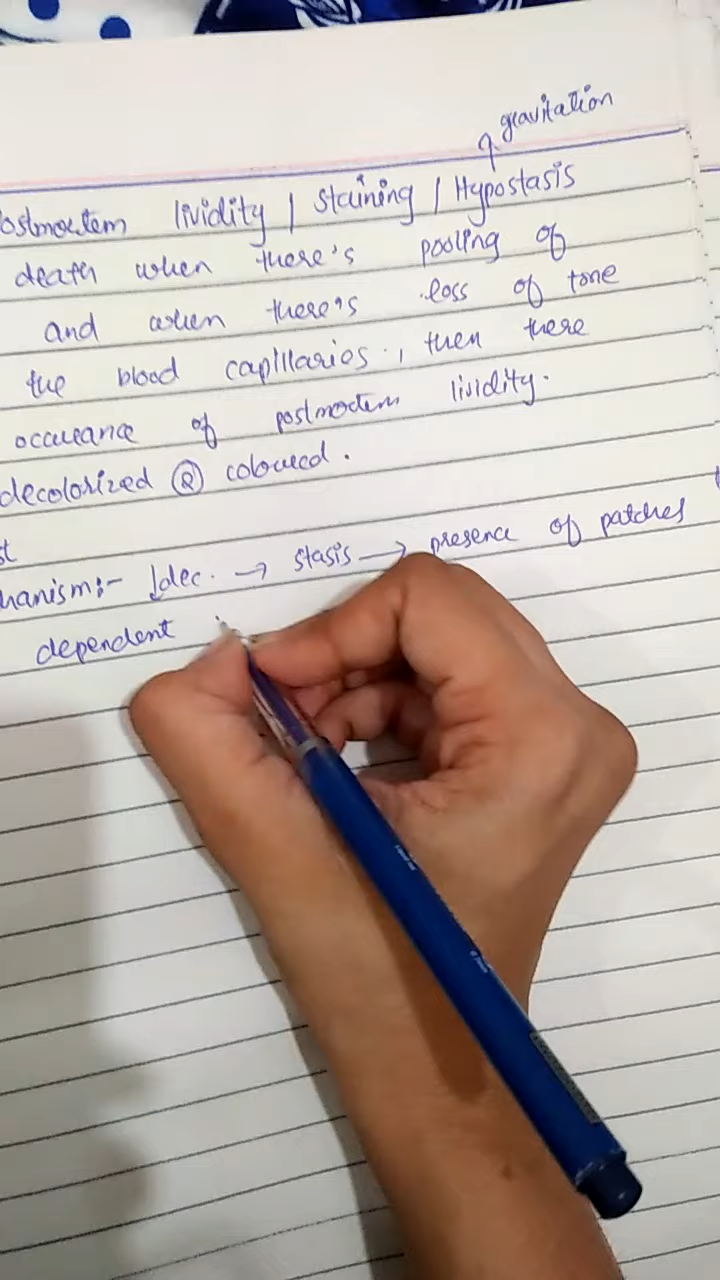 gravitation
ostmortem lividity / Staining / Hypostasis
death when there's pooling of
and when there's loss of tone
the blood capillaries, then there
occurance of postmortem lividity.
decolorized Ⓡ coloured.
st
hanism:- ↓dec. → stasis → presence of patches
dependent